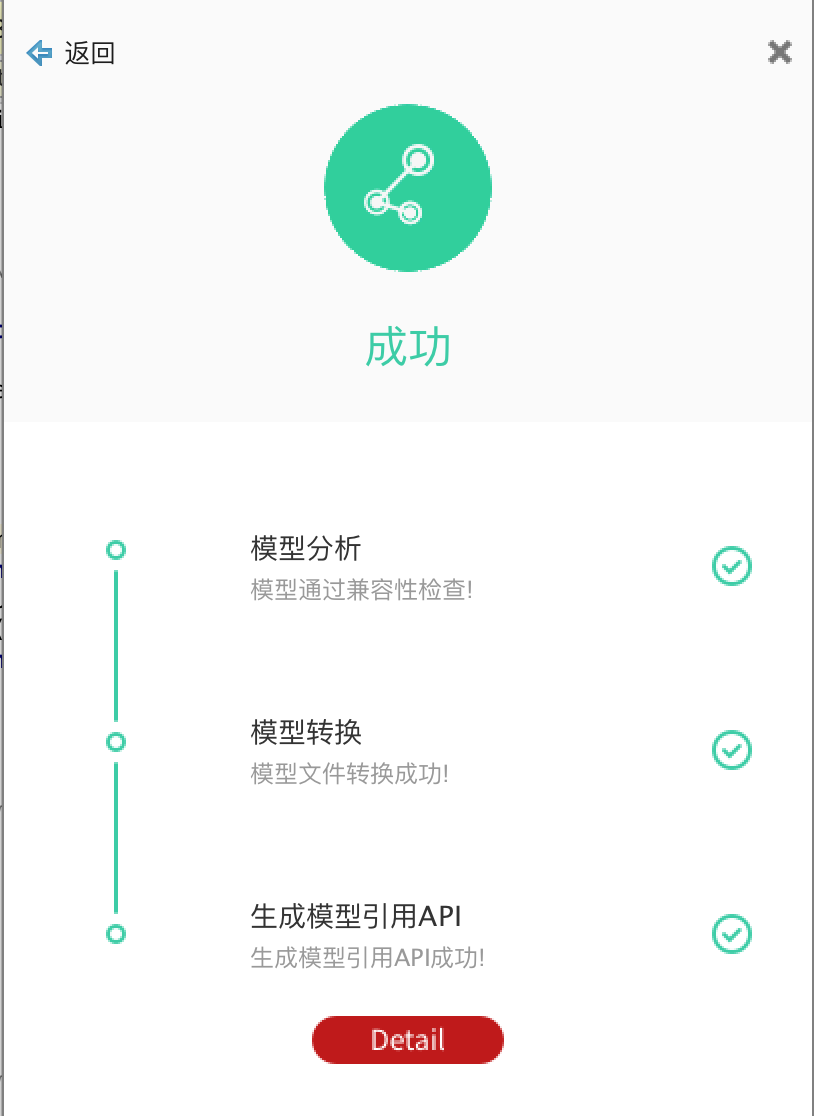 返回
成功
模型分析
模型通过兼容性检查!
模型转换
模型文件转换成功!
生成模型引用API
生成模型引用API成功!
Detail